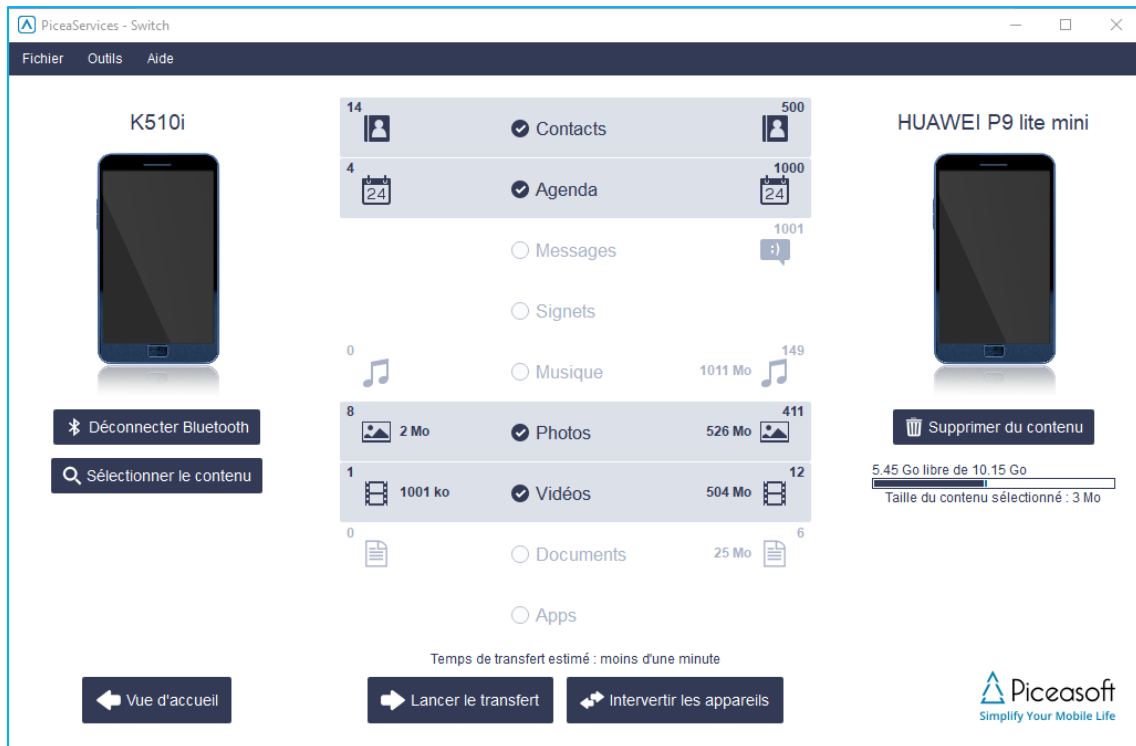 PiceaServices - Switch
Fichier Outils Aide
K510i
HUAWEI P9 lite mini
14 Contacts 500
4 24 Agenda 1000 24
Messages 1001 :)
Signets
0 Musique 1011 Mo 149
8 2 Mo Photos 526 Mo 411
1 1001 ko Vidéos 504 Mo 12
0 Documents 25 Mo 6
Apps
Déconnecter Bluetooth
Sélectionner le contenu
Supprimer du contenu
5.45 Go libre de 10.15 Go
Taille du contenu sélectionné : 3 Mo
Temps de transfert estimé : moins d'une minute
Vue d'accueil
Lancer le transfert
Intervertir les appareils
Piceasoft
Simplify Your Mobile Life